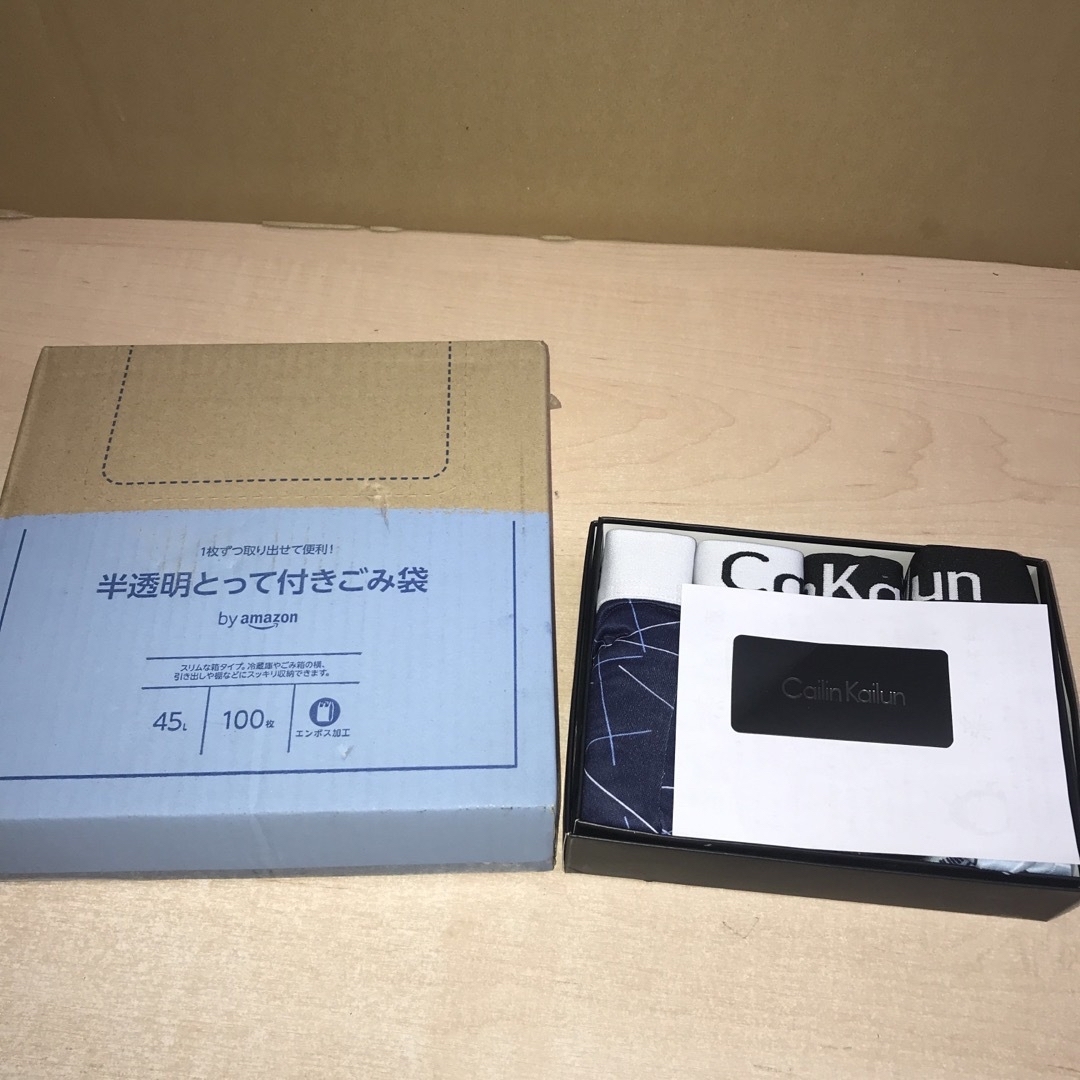 1枚ずつ取り出せて便利!
半透明とって付きごみ袋
by amazon
スリムな箱タイプ。冷蔵庫やごみ箱の横、
引き出しや棚などにスッキリ収納できます。
45L
100枚
エンボス加工
Ca
Kai
un
Cailin Kailun